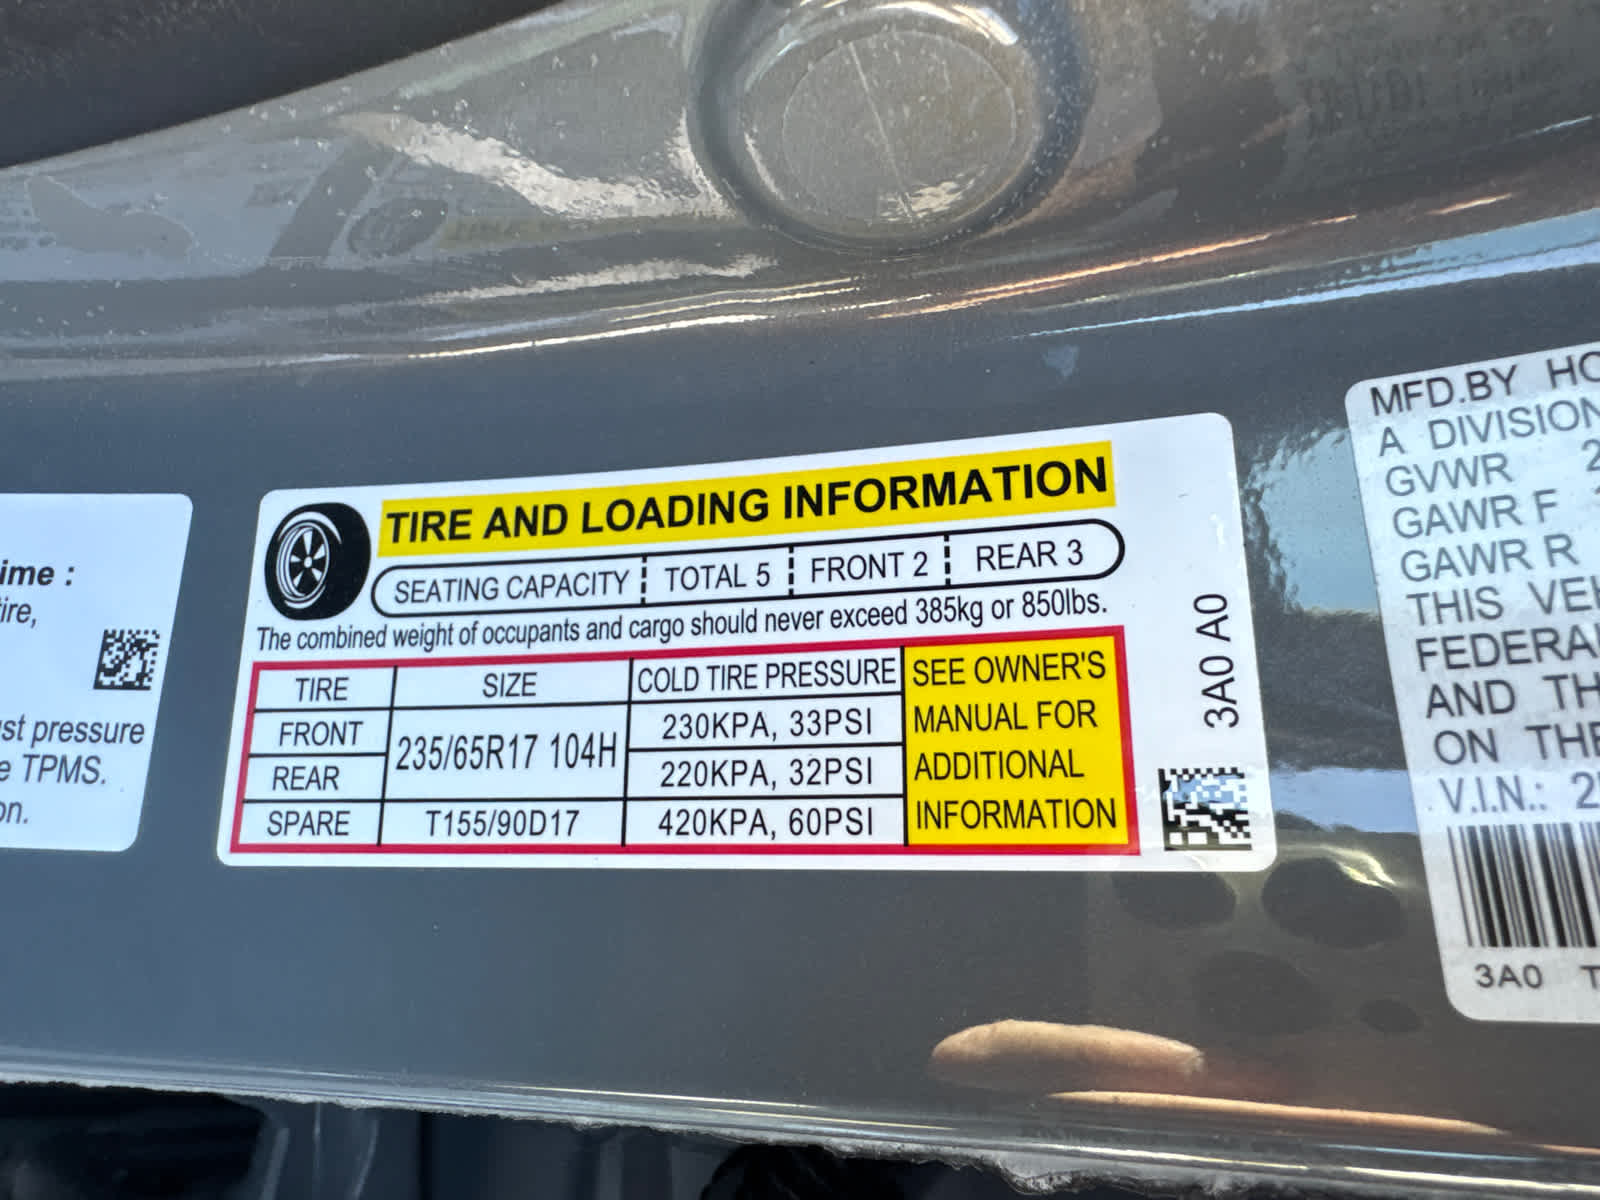 ime :
ire,
st pressure
e TPMS.
on.
TIRE AND LOADING INFORMATION
SEATING CAPACITY TOTAL 5 FRONT 2 REAR 3
The combined weight of occupants and cargo should never exceed 385kg or 850lbs.
TIRE SIZE COLD TIRE PRESSURE
FRONT 235/65R17 104H 230KPA, 33PSI
REAR 220KPA, 32PSI
SPARE T155/90D17 420KPA, 60PSI
SEE OWNER'S
MANUAL FOR
ADDITIONAL
INFORMATION
3A0 A0
MFD.BY HO
A DIVISION
GVWR 2
GAWR F
GAWR R
THIS VEH
FEDERAL
AND TH
ON THE
V.I.N.: 2
3A0 T